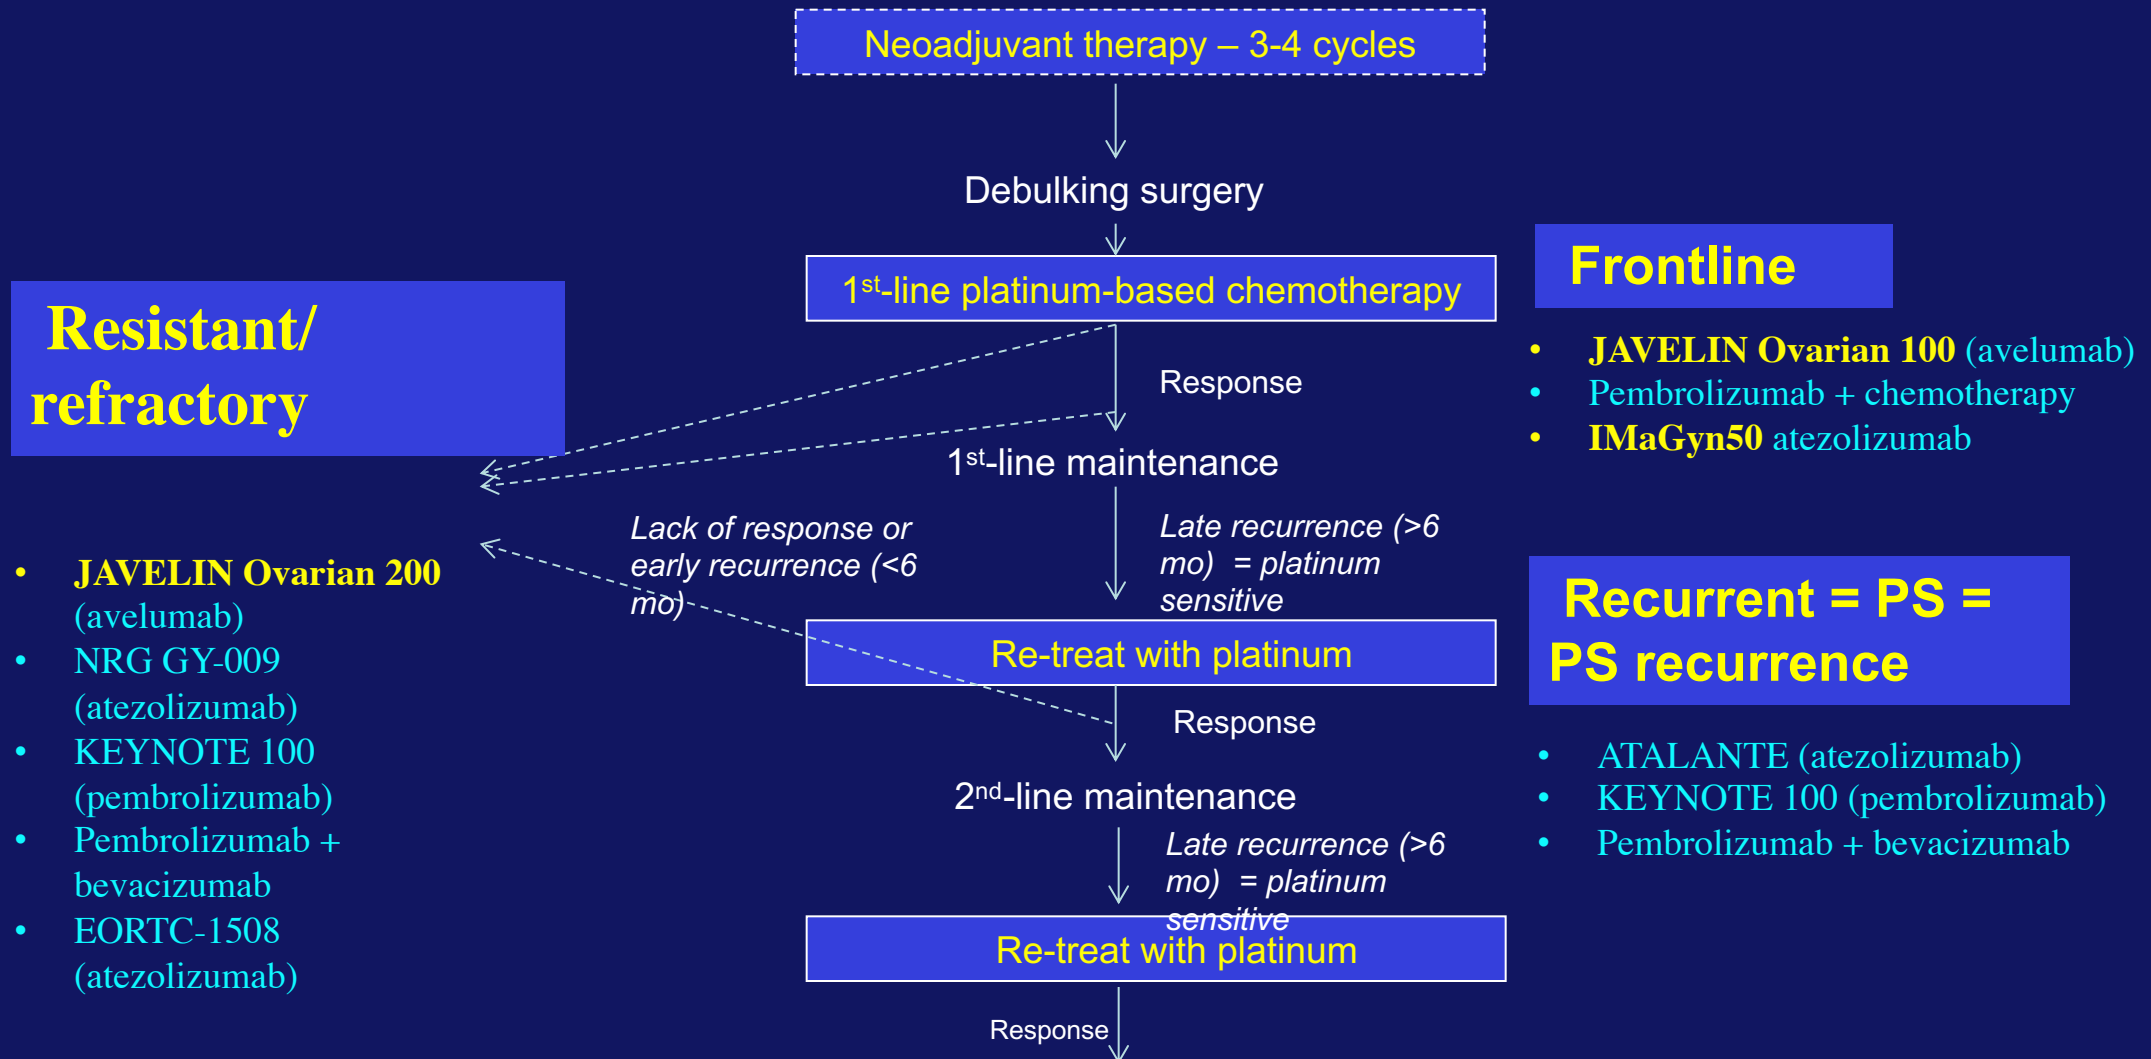 Neoadjuvant therapy – 3-4 cycles
Debulking surgery
1st-line platinum-based chemotherapy
Response
1st-line maintenance
Lack of response or
early recurrence (<6
mo)
Late recurrence (>6
mo)  = platinum
sensitive
Re-treat with platinum
Response
2nd-line maintenance
Late recurrence (>6
mo)  = platinum
sensitive
Re-treat with platinum
Response
Resistant/
refractory
• JAVELIN Ovarian 200
(avelumab)
• NRG GY-009
(atezolizumab)
• KEYNOTE 100
(pembrolizumab)
• Pembrolizumab +
bevacizumab
• EORTC-1508
(atezolizumab)
Frontline
• JAVELIN Ovarian 100 (avelumab)
• Pembrolizumab + chemotherapy
• IMaGyn50 atezolizumab
Recurrent = PS =
PS recurrence
• ATALANTE (atezolizumab)
• KEYNOTE 100 (pembrolizumab)
• Pembrolizumab + bevacizumab